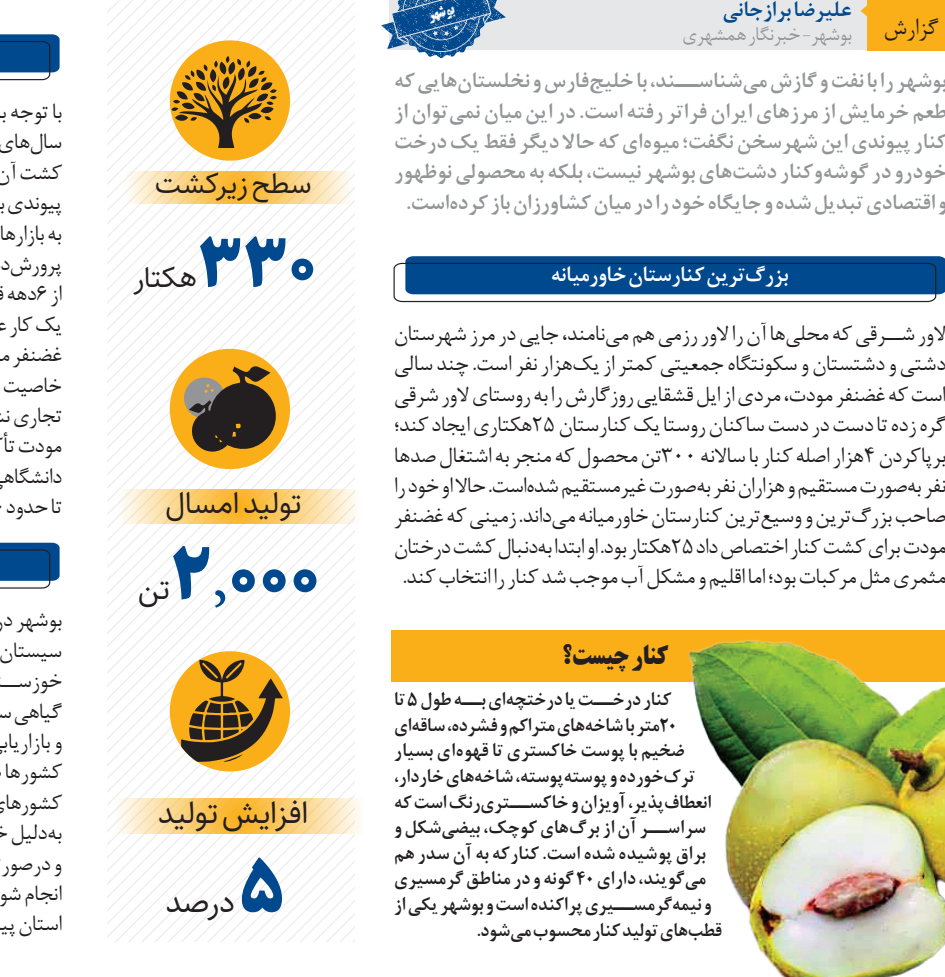 گزارش
علیرضا برازجانی
بوشهر-خبرنگار همشهری
بوشهر
بوشهر را با نفت و گازش می‌شناسند، با خلیج‌فارس و نخلستان‌هایی که
طعم خرمایش از مرزهای ایران فراتر رفته است. در این میان نمی‌توان از
کنار پیوندی این شهر سخن نگفت؛ میوه‌ای که حالا دیگر فقط یک درخت
خودرو در گوشه‌وکنار دشت‌های بوشهر نیست، بلکه به محصولی نوظهور
و اقتصادی تبدیل شده و جایگاه خود را در میان کشاورزان باز کرده‌است.
بزرگ‌ترین کنارستان خاورمیانه
لاور شرقی که محلی‌ها آن را لاور رزمی هم می‌نامند، جایی در مرز شهرستان
دشتی و دشتستان و سکونتگاه جمعیتی کمتر از یک‌هزار نفر است. چند سالی
است که غضنفر مودت، مردی از ایل قشقایی روزگارش را به روستای لاور شرقی
گره زده تا دست در دست ساکنان روستا یک کنارستان ۲۵هکتاری ایجاد کند؛
برپاکردن ۴هزار اصله کنار با سالانه ۳۰۰تن محصول که منجر به اشتغال صدها
نفر به‌صورت مستقیم و هزاران نفر به‌صورت غیرمستقیم شده‌است. حالا او خود را
صاحب بزرگ‌ترین و وسیع‌ترین کنارستان خاورمیانه می‌داند. زمینی که غضنفر
مودت برای کشت کنار اختصاص داد ۲۵هکتار بود. او ابتدا به‌دنبال کشت درختان
مثمری مثل مرکبات بود؛ اما اقلیم و مشکل آب موجب شد کنار را انتخاب کند.
کنار چیست؟
کنار درخت یا درختچه‌ای به طول ۵ تا
۲۰متر با شاخه‌های متراکم و فشرده، ساقه‌ای
ضخیم با پوست خاکستری تا قهوه‌ای بسیار
ترک‌خورده و پوسته‌پوسته، شاخه‌های خاردار،
انعطاف‌پذیر، آویزان و خاکستری‌رنگ است که
سراسر آن از برگ‌های کوچک، بیضی‌شکل و
براق پوشیده شده است. کنار که به آن سدر هم
می‌گویند، دارای ۴۰ گونه و در مناطق گرمسیری
و نیمه‌گرمسیری پراکنده است و بوشهر یکی از
قطب‌های تولید کنار محسوب می‌شود.
سطح زیرکشت
۳۳۰ هکتار
تولید امسال
۲,۰۰۰ تن
افزایش تولید
۵ درصد
با توجه ب
سال‌های
کشت آن
پیوندی ب
به بازارها
پرورش‌د
از ۶دهه ق
یک کار ع
غضنفر م
خاصیت
تجاری نش
مودت تأک
دانشگاهی
تا حدود
بوشهر در
سیستان
خوزست
گیاهی س
و بازاریابی
کشورها
کشورهای
به‌دلیل خ
و درصور
انجام شو
استان پی